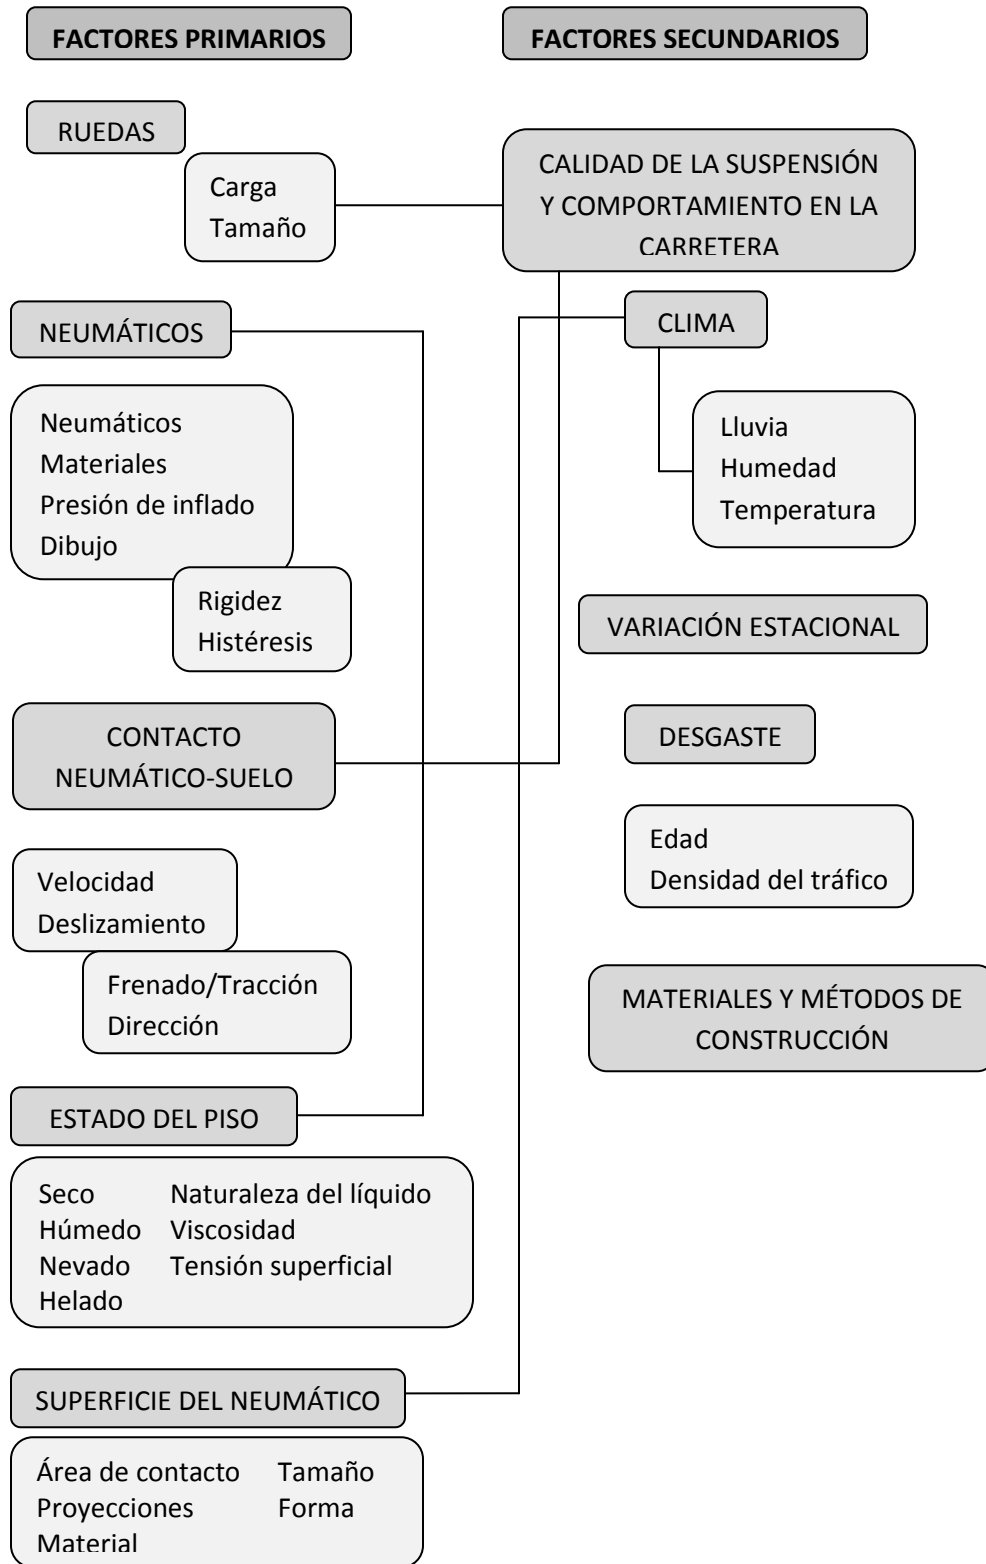 FACTORES PRIMARIOS
FACTORES SECUNDARIOS
RUEDAS
Carga
Tamaño
CALIDAD DE LA SUSPENSIÓN
Y COMPORTAMIENTO EN LA
CARRETERA
NEUMÁTICOS
CLIMA
Neumáticos
Materiales
Presión de inflado
Dibujo
Lluvia
Humedad
Temperatura
Rigidez
Histéresis
VARIACIÓN ESTACIONAL
CONTACTO
NEUMÁTICO-SUELO
DESGASTE
Edad
Densidad del tráfico
Velocidad
Deslizamiento
Frenado/Tracción
Dirección
MATERIALES Y MÉTODOS DE
CONSTRUCCIÓN
ESTADO DEL PISO
Seco Naturaleza del líquido
Húmedo Viscosidad
Nevado Tensión superficial
Helado
SUPERFICIE DEL NEUMÁTICO
Área de contacto Tamaño
Proyecciones Forma
Material